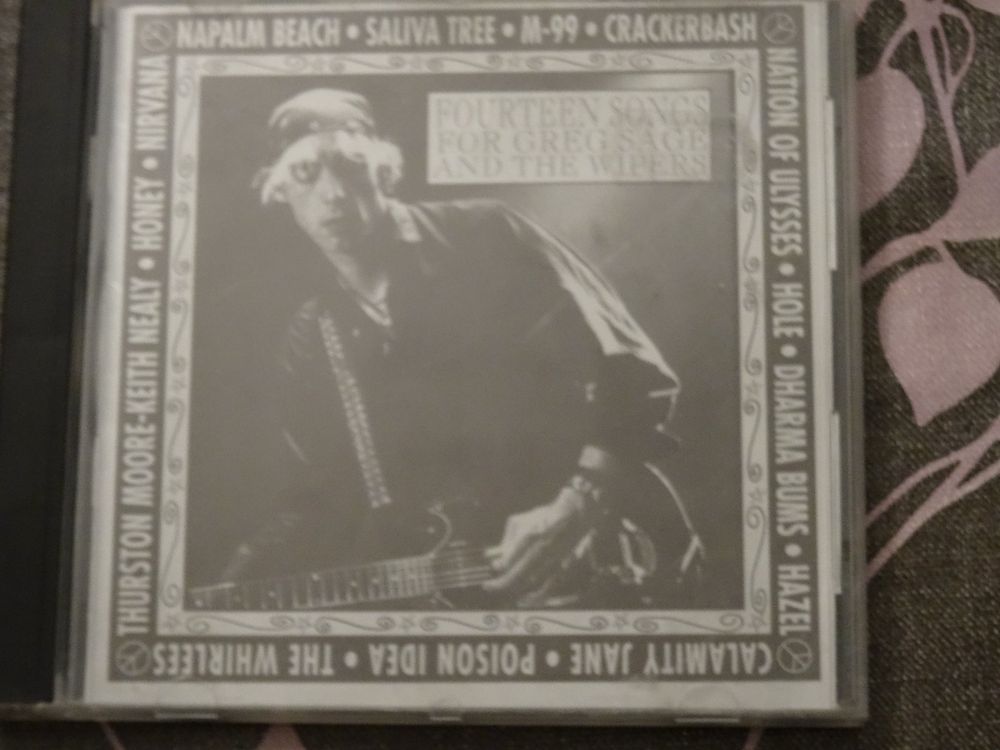 NAPALM BEACH • SALIVA TREE • M-99 • CRACKERBASH
NATION OF ULYSSES • HOLE • DHARMA BUMS • HAZEL
CALAMITY JANE • POISON IDEA • THE WHIRLEES
THURSTON MOORE-KEITH NEALY • HONEY • NIRVANA
FOURTEEN SONGS
FOR GREG SAGE
AND THE WIPERS